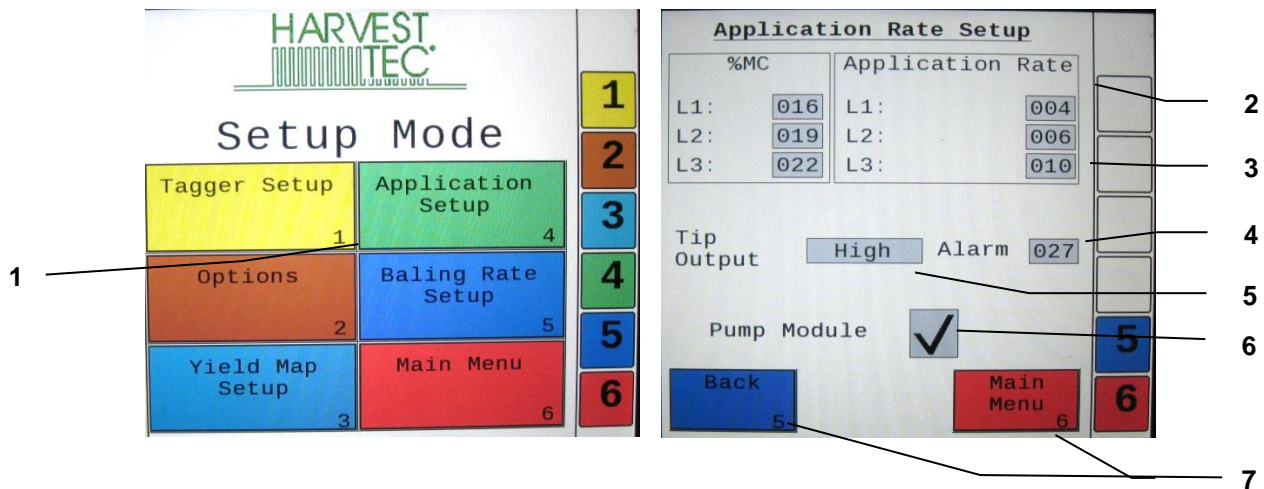 HARVEST
TEC
Setup Mode
Tagger Setup
1
Application
Setup
4
Options
2
Baling Rate
Setup
5
Yield Map
Setup
3
Main Menu
6
1
2
3
4
5
6
1
Application Rate Setup
%MC
Application Rate
L1: 016 L1: 004
L2: 019 L2: 006
L3: 022 L3: 010
Tip
Output
High Alarm 027
Pump Module ✓
Back
5
Main
Menu
6
5
6
2
3
4
5
6
7